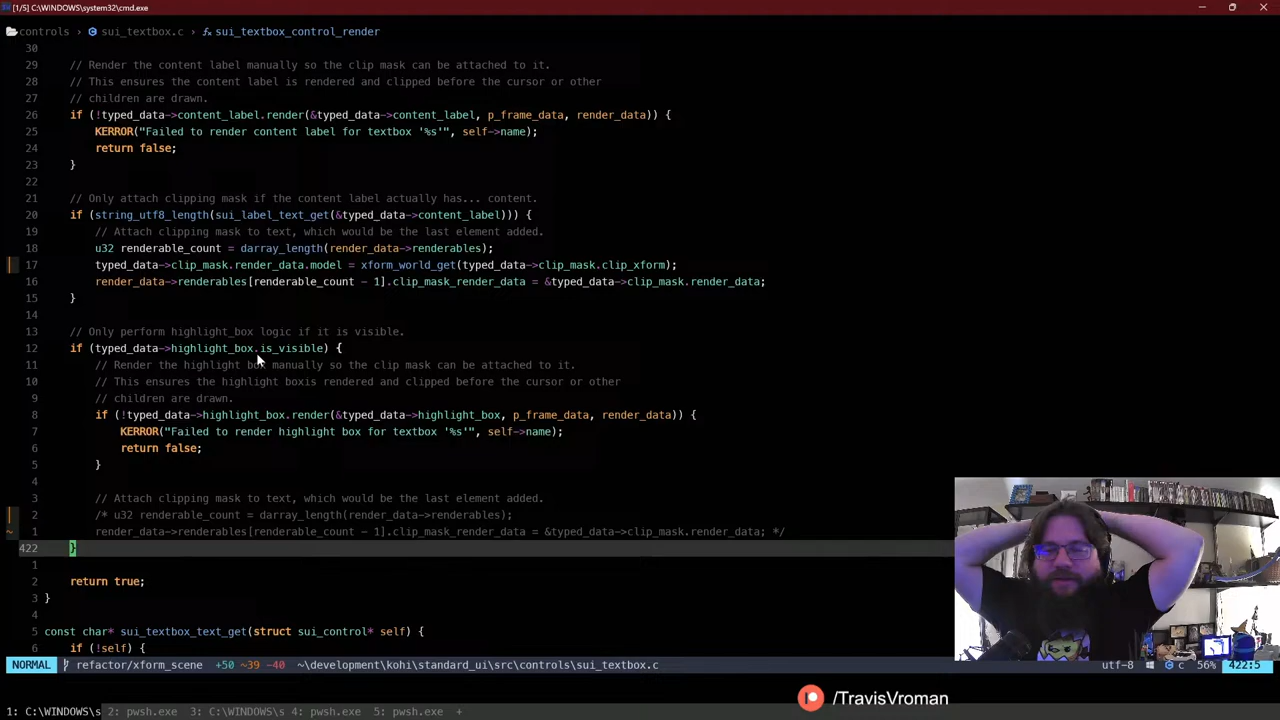 [1/5] C:\WINDOWS\system32\cmd.exe
controls > sui_textbox.c > fx sui_textbox_control_render
30
29 // Render the content label manually so the clip mask can be attached to it.
28 // This ensures the content label is rendered and clipped before the cursor or other
27 // children are drawn.
26 if (!typed_data->content_label.render(&typed_data->content_label, p_frame_data, render_data)) {
25 KERROR("Failed to render content label for textbox '%s'", self->name);
24 return false;
23 }
22
21 // Only attach clipping mask if the content label actually has... content.
20 if (string_utf8_length(sui_label_text_get(&typed_data->content_label))) {
19 // Attach clipping mask to text, which would be the last element added.
18 u32 renderable_count = darray_length(render_data->renderables);
17 typed_data->clip_mask.render_data.model = xform_world_get(typed_data->clip_mask.clip_xform);
16 render_data->renderables[renderable_count - 1].clip_mask_render_data = &typed_data->clip_mask.render_data;
15 }
14
13 // Only perform highlight_box logic if it is visible.
12 if (typed_data->highlight_box.is_visible) {
11 // Render the highlight box manually so the clip mask can be attached to it.
10 // This ensures the highlight boxis rendered and clipped before the cursor or other
9 // children are drawn.
8 if (!typed_data->highlight_box.render(&typed_data->highlight_box, p_frame_data, render_data)) {
7 KERROR("Failed to render highlight box for textbox '%s'", self->name);
6 return false;
5 }
4
3 // Attach clipping mask to text, which would be the last element added.
2 /* u32 renderable_count = darray_length(render_data->renderables);
~ 1 render_data->renderables[renderable_count - 1].clip_mask_render_data = &typed_data->clip_mask.render_data; */
422 }
1
2 return true;
3 }
4
5 const char* sui_textbox_text_get(struct sui_control* self) {
6 if (!self) {
NORMAL refactor/xform_scene +50 ~39 -40 ~\development\kohi\standard_ui\src\controls\sui_textbox.c utf-8 c 56% 422:5
/TravisVroman
1: C:\WINDOWS\s 2: pwsh.exe 3: C:\WINDOWS\s 4: pwsh.exe 5: pwsh.exe +